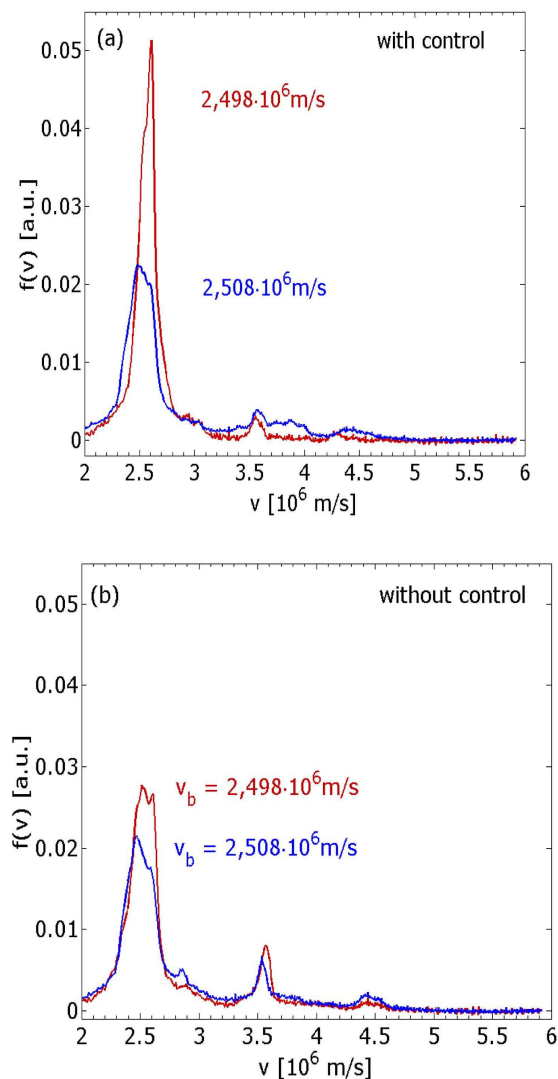 (a)
with control
2,498·10⁶m/s
2,508·10⁶m/s
f(v) [a.u.]
0.05
0.04
0.03
0.02
0.01
0
2 2.5 3 3.5 4 4.5 5 5.5 6
v [10⁶ m/s]
(b)
without control
v_b = 2,498·10⁶m/s
v_b = 2,508·10⁶m/s
f(v) [a.u.]
0.05
0.04
0.03
0.02
0.01
0
2 2.5 3 3.5 4 4.5 5 5.5 6
v [10⁶ m/s]